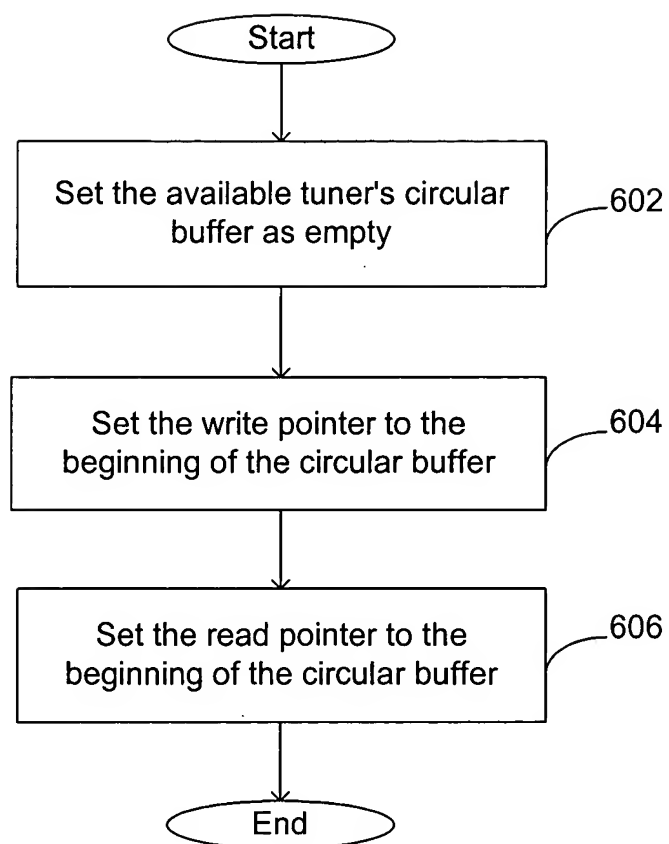 Start
Set the available tuner's circular
buffer as empty
602
Set the write pointer to the
beginning of the circular buffer
604
Set the read pointer to the
beginning of the circular buffer
606
End